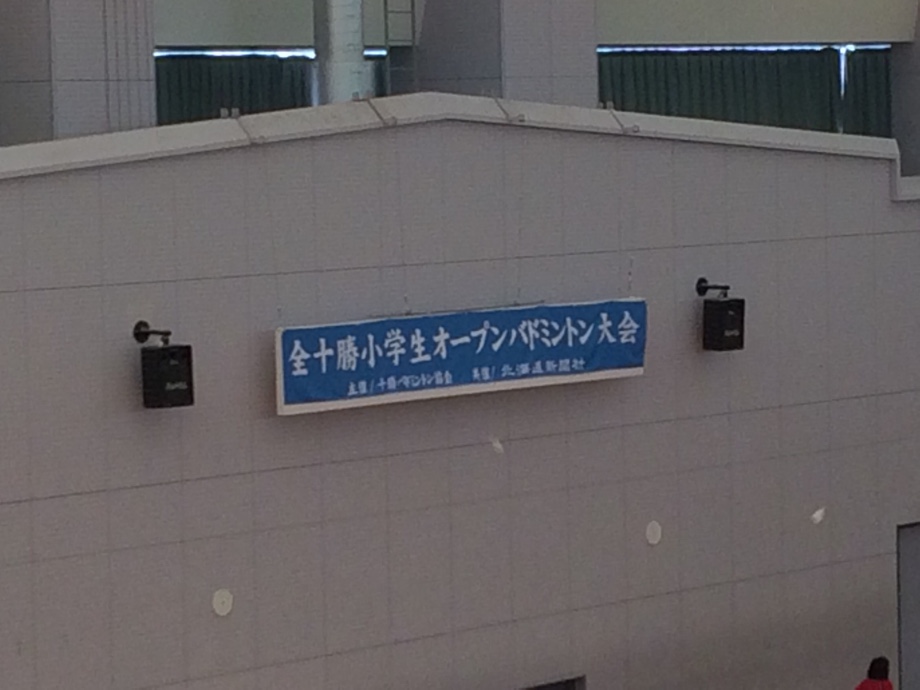 全十勝小学生オープンバドミントン大会
主催/十勝バドミントン協会 共催/北海道新聞社